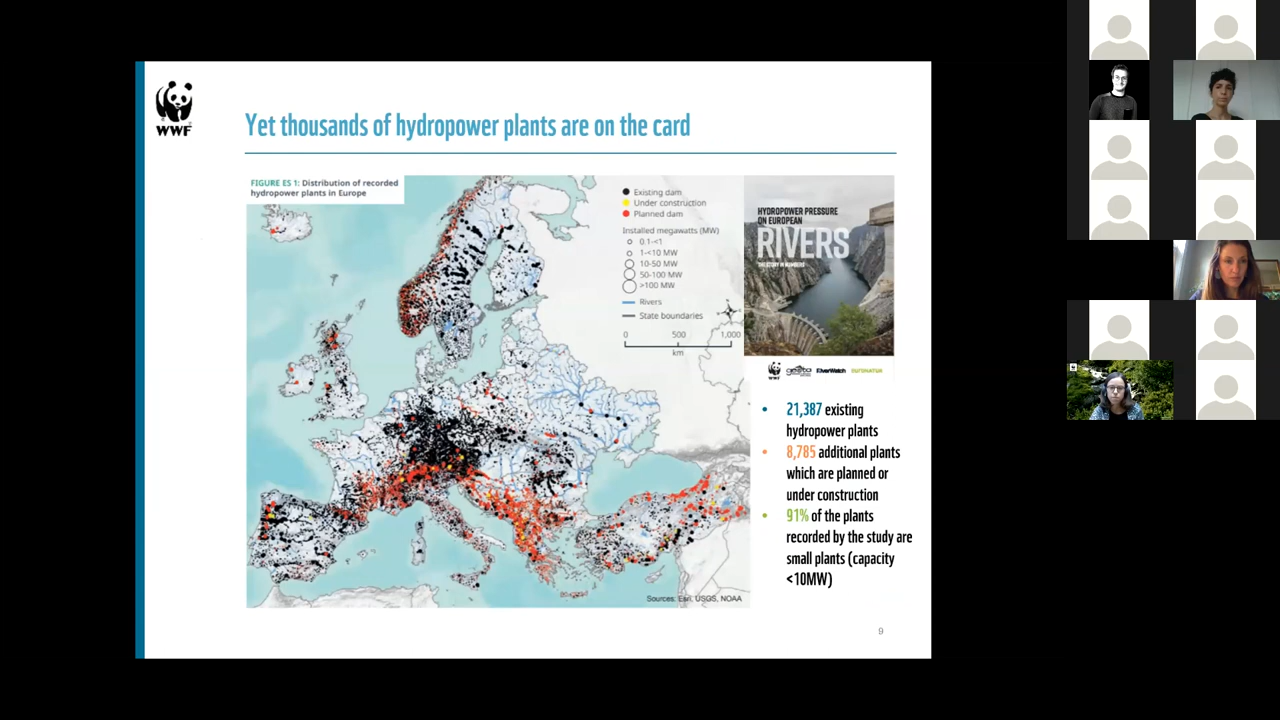 WWF
Yet thousands of hydropower plants are on the card
FIGURE ES 1: Distribution of recorded
hydropower plants in Europe
Existing dam
Under construction
Planned dam
Installed megawatts (MW)
0.1-<1
1-<10 MW
10-50 MW
50-100 MW
>100 MW
Rivers
State boundaries
0 500 1,000
km
Sources: Esri, USGS, NOAA
HYDROPOWER PRESSURE
ON EUROPEAN
RIVERS
THE STORY IN NUMBERS
WWF
RiverWatch
EURONATUR
• 21,387 existing
hydropower plants
• 8,785 additional plants
which are planned or
under construction
• 91% of the plants
recorded by the study are
small plants (capacity
<10MW)
9